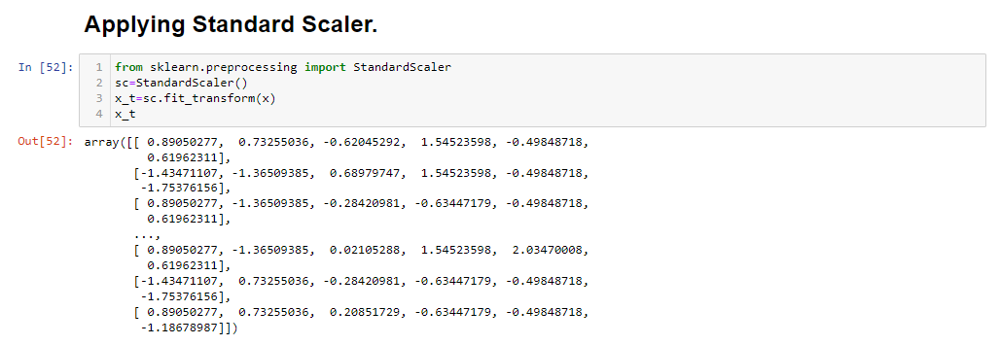 Applying Standard Scaler.
In [52]:
1 from sklearn.preprocessing import StandardScaler
2 sc=StandardScaler()
3 x_t=sc.fit_transform(x)
4 x_t
Out[52]: array([[ 0.89050277,  0.73255036, -0.62045292,  1.54523598, -0.49848718,
         0.61962311],
       [-1.43471107, -1.36509385,  0.68979747,  1.54523598, -0.49848718,
        -1.75376156],
       [ 0.89050277, -1.36509385, -0.28420981, -0.63447179, -0.49848718,
         0.61962311],
       ...,
       [ 0.89050277, -1.36509385,  0.02105288,  1.54523598,  2.03470008,
         0.61962311],
       [-1.43471107,  0.73255036, -0.28420981, -0.63447179, -0.49848718,
        -1.75376156],
       [ 0.89050277,  0.73255036,  0.20851729, -0.63447179, -0.49848718,
        -1.18678987]])